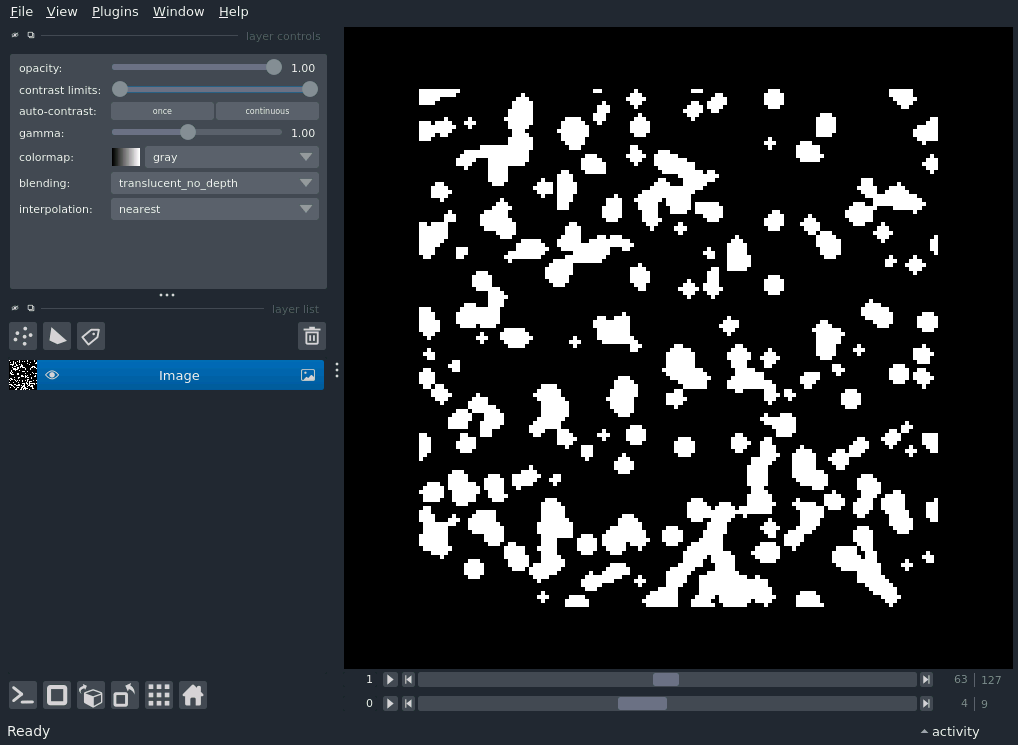 File View Plugins Window Help
layer controls
opacity: 1.00
contrast limits:
auto-contrast: once continuous
gamma: 1.00
colormap: gray
blending: translucent_no_depth
interpolation: nearest
layer list
Image
1 63 127
0 4 9
Ready activity